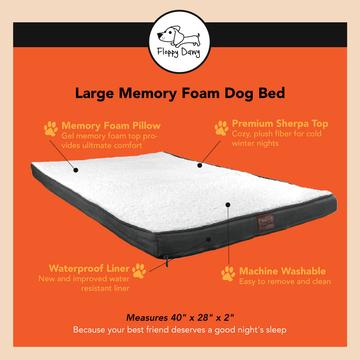 Floppy Dawg
Large Memory Foam Dog Bed
Memory Foam Pillow
Gel memory foam top pro-
vides ulitmate comfort
Premium Sherpa Top
Cozy, plush fiber for cold
winter nights
Waterproof Liner
New and improved water
resistant liner
Machine Washable
Easy to remove and clean
Measures 40" x 28" x 2"
Because your best friend deserves a good night's sleep